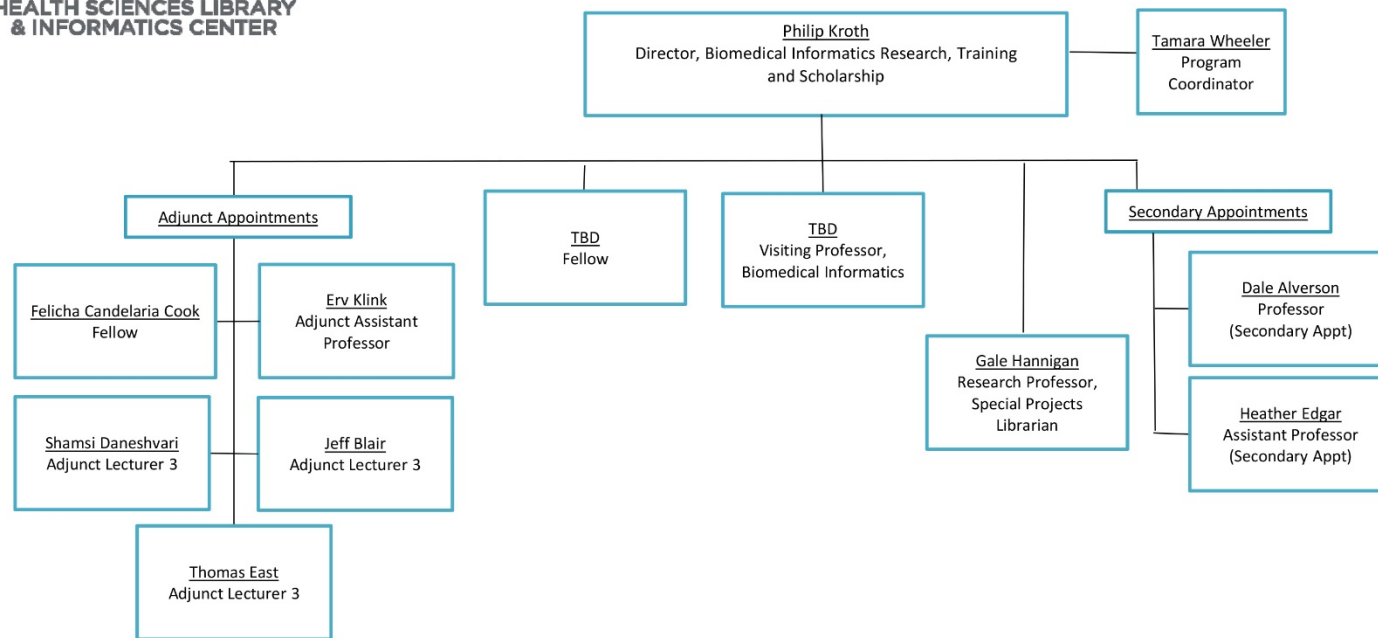 HEALTH SCIENCES LIBRARY
& INFORMATICS CENTER
Philip Kroth
Director, Biomedical Informatics Research, Training
and Scholarship
Tamara Wheeler
Program
Coordinator
Adjunct Appointments
Felicha Candelaria Cook
Fellow
Erv Klink
Adjunct Assistant
Professor
Shamsi Daneshvari
Adjunct Lecturer 3
Jeff Blair
Adjunct Lecturer 3
Thomas East
Adjunct Lecturer 3
TBD
Fellow
TBD
Visiting Professor,
Biomedical Informatics
Gale Hannigan
Research Professor,
Special Projects
Librarian
Secondary Appointments
Dale Alverson
Professor
(Secondary Appt)
Heather Edgar
Assistant Professor
(Secondary Appt)